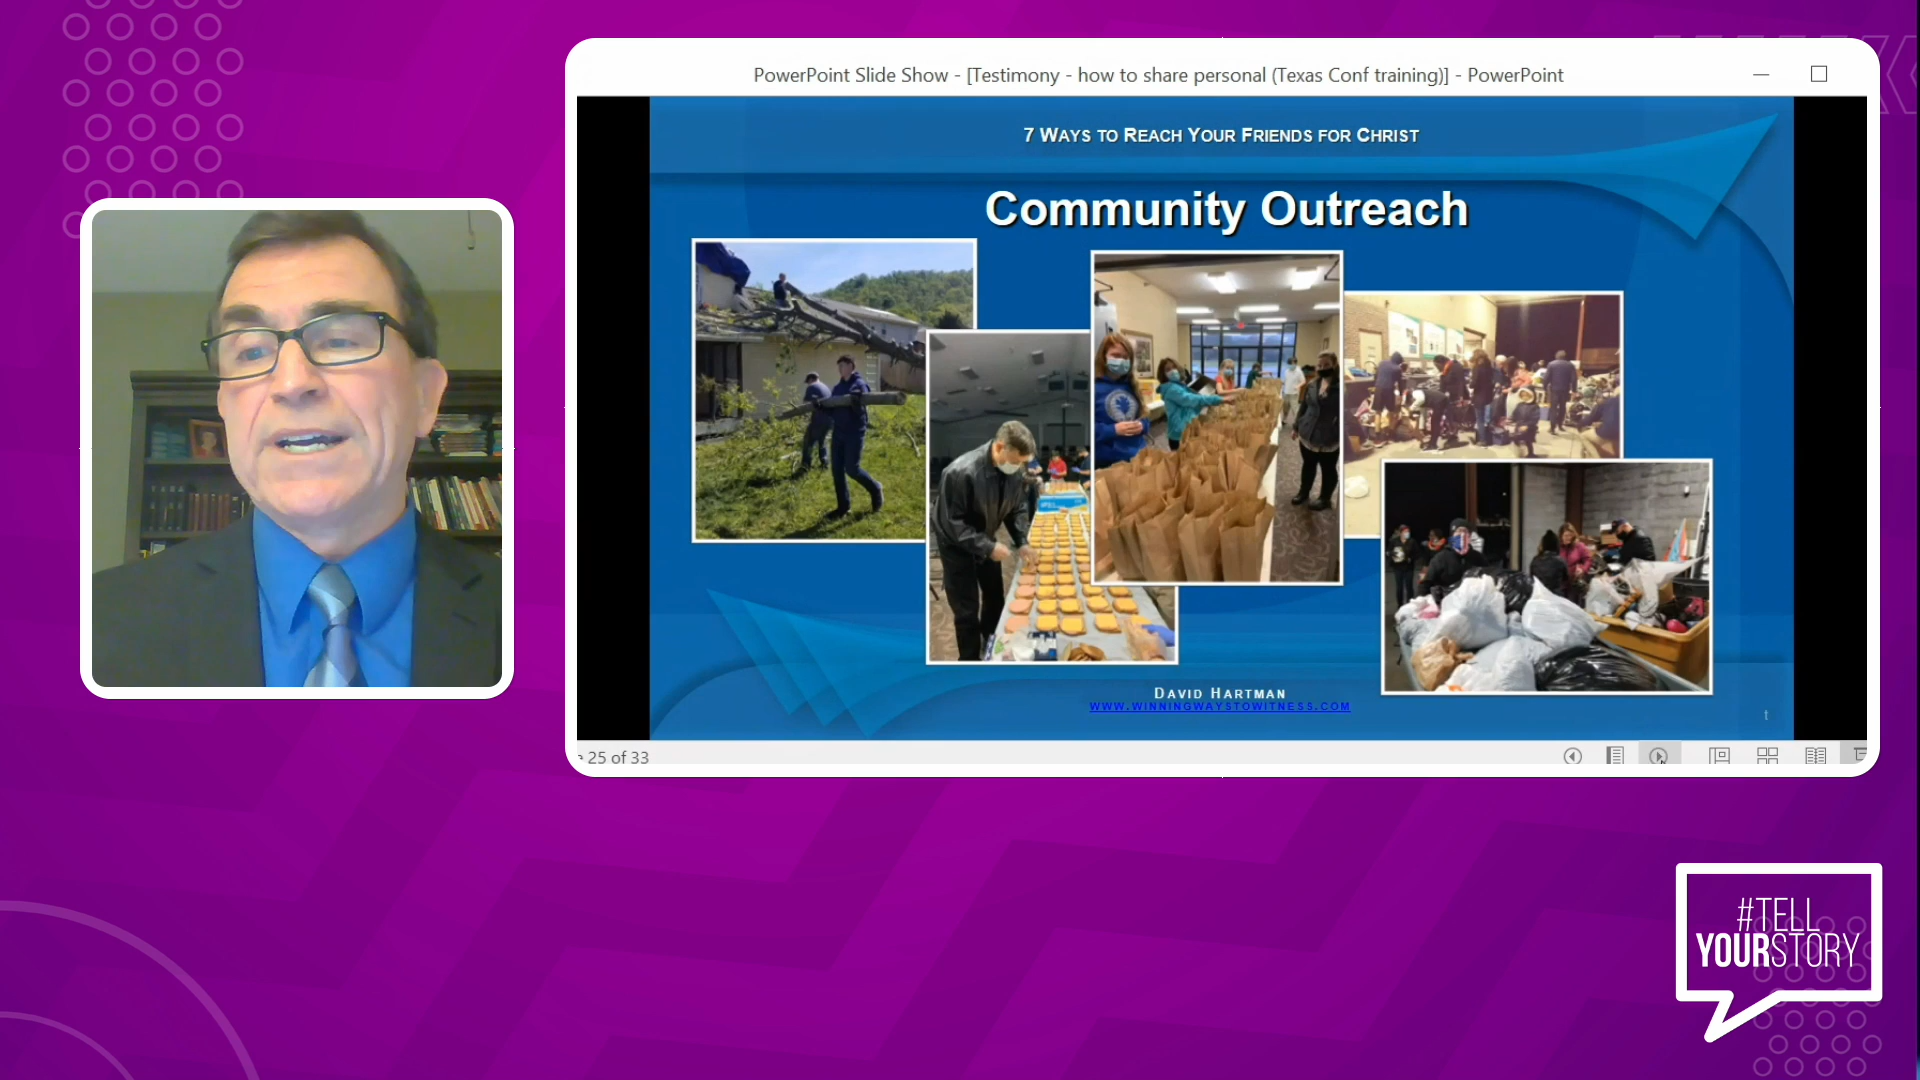 PowerPoint Slide Show - [Testimony - how to share personal (Texas Conf training)] - PowerPoint
7 WAYS TO REACH YOUR FRIENDS FOR CHRIST
Community Outreach
DAVID HARTMAN
WWW.WINNINGWAYSTOWITNESS.COM
t
25 of 33
#TELL
YOURSTORY